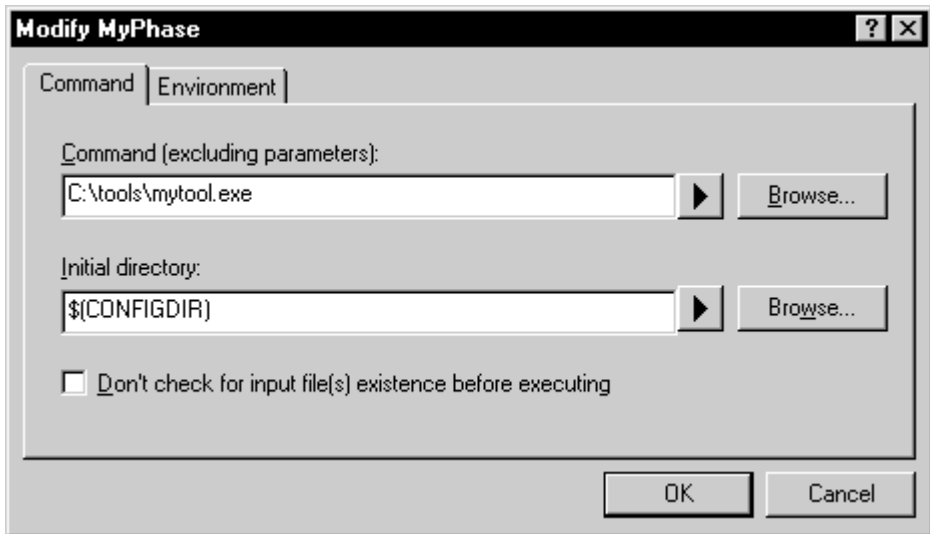 Modify MyPhase
Command Environment
Command (excluding parameters):
C:\tools\mytool.exe Browse...
Initial directory:
$(CONFIGDIR) Browse...
Don't check for input file(s) existence before executing
OK Cancel